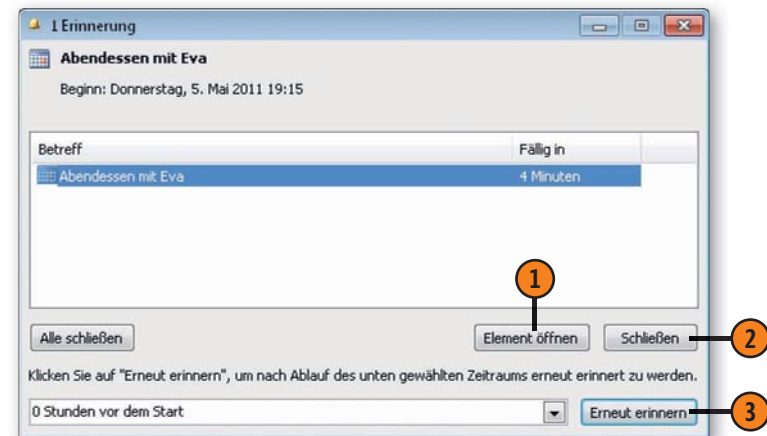 1 Erinnerung
Abendessen mit Eva
Beginn: Donnerstag, 5. Mai 2011 19:15
Betreff Fällig in
Abendessen mit Eva 4 Minuten
1
Alle schließen Element öffnen Schließen 2
Klicken Sie auf "Erneut erinnern", um nach Ablauf des unten gewählten Zeitraums erneut erinnert zu werden.
0 Stunden vor dem Start Erneut erinnern 3